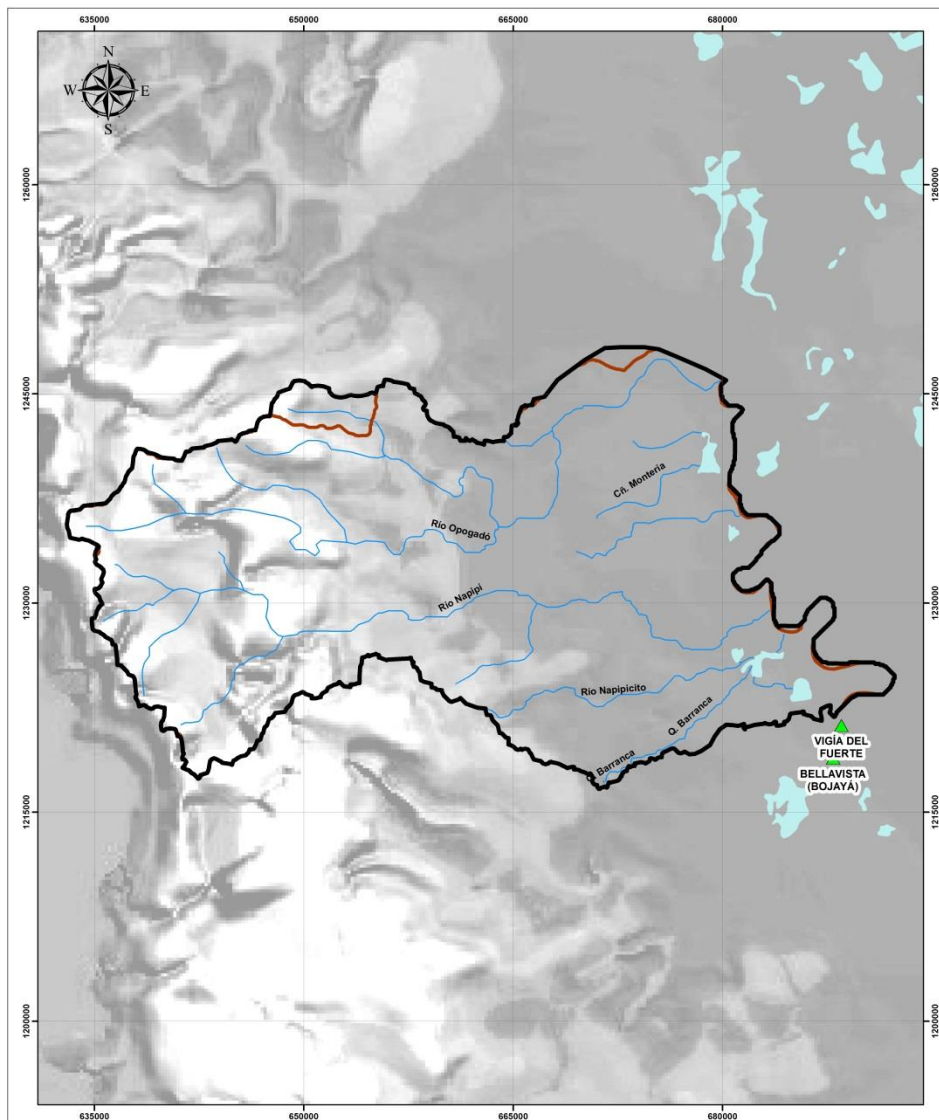 635000
650000
665000
680000
N
W
E
S
1260000
1260000
1245000
1245000
Cñ. Monteria
Río Opogadó
1230000
Río Napipí
1230000
Río Napipicito
Q. Barranca
VIGÍA DEL
FUERTE
Barranca
BELLAVISTA
(BOJAYÁ)
1215000
1215000
1200000
1200000
635000
650000
665000
680000